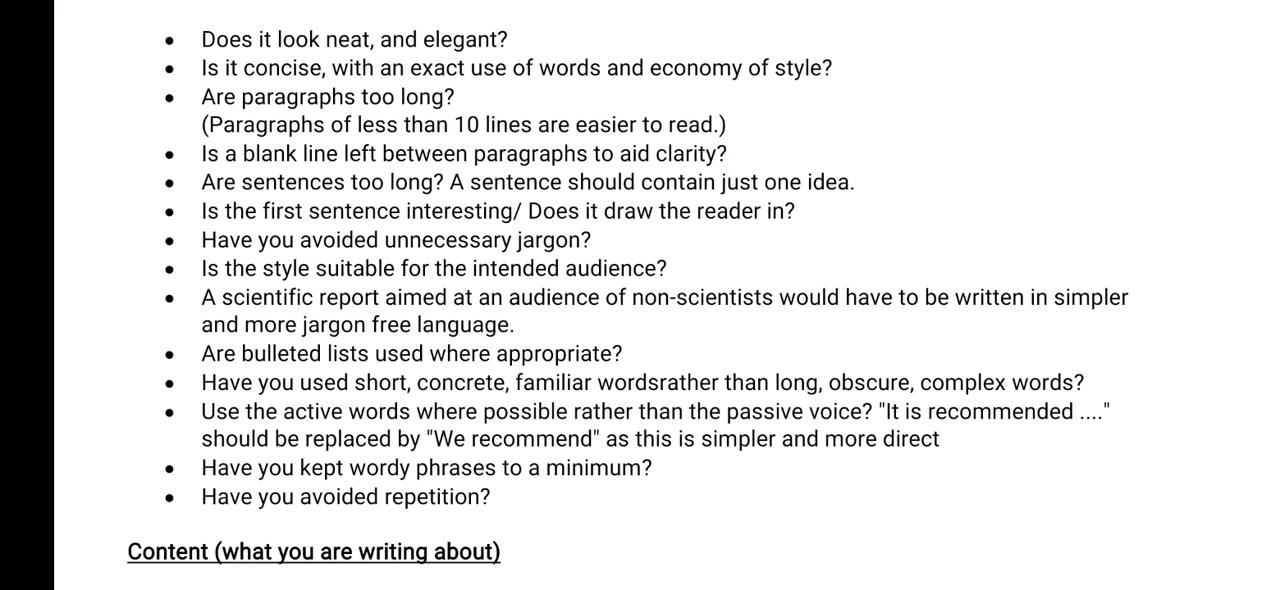 • Does it look neat, and elegant?
• Is it concise, with an exact use of words and economy of style?
• Are paragraphs too long?
(Paragraphs of less than 10 lines are easier to read.)
• Is a blank line left between paragraphs to aid clarity?
• Are sentences too long? A sentence should contain just one idea.
• Is the first sentence interesting/ Does it draw the reader in?
• Have you avoided unnecessary jargon?
• Is the style suitable for the intended audience?
• A scientific report aimed at an audience of non-scientists would have to be written in simpler
and more jargon free language.
• Are bulleted lists used where appropriate?
• Have you used short, concrete, familiar wordsrather than long, obscure, complex words?
• Use the active words where possible rather than the passive voice? "It is recommended ...."
should be replaced by "We recommend" as this is simpler and more direct
• Have you kept wordy phrases to a minimum?
• Have you avoided repetition?
Content (what you are writing about)